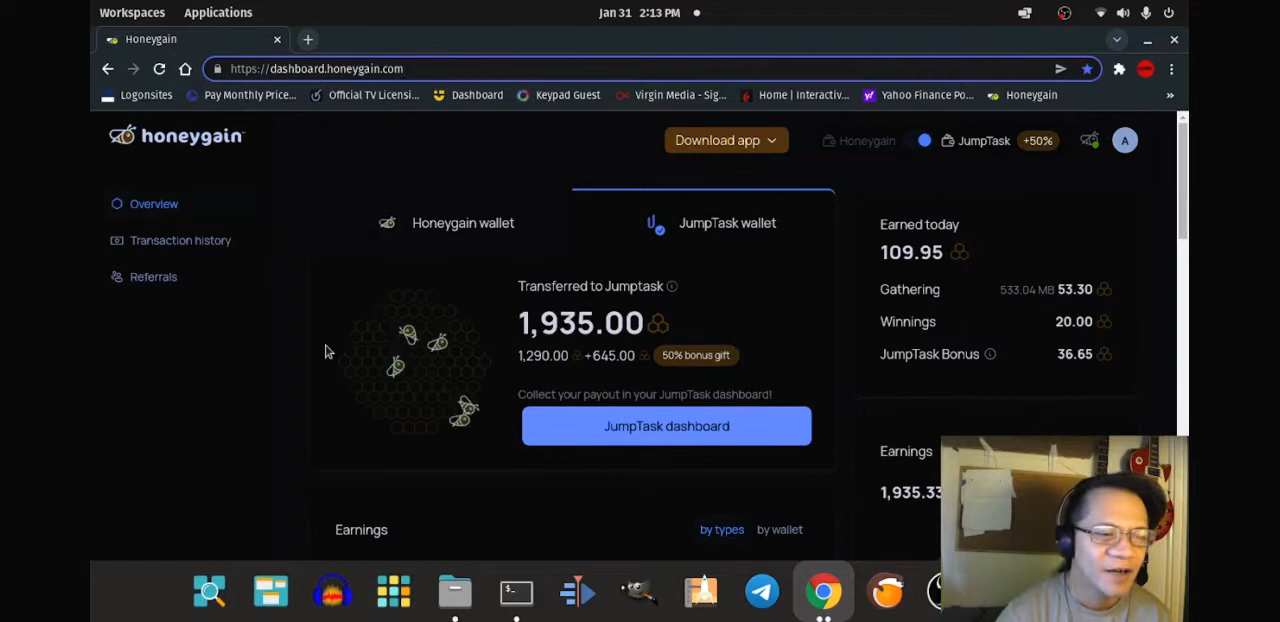 Workspaces Applications Jan 31 2:13 PM
Honeygain
https://dashboard.honeygain.com
Logonsites Pay Monthly Price... Official TV Licensi... Dashboard Keypad Guest Virgin Media - Sig... Home | Interactiv... Yahoo Finance Po... Honeygain »
honeygain Download app Honeygain JumpTask +50% A
Overview
Transaction history
Referrals
Honeygain wallet JumpTask wallet
Transferred to Jumptask
1,935.00
1,290.00 +645.00 50% bonus gift
Collect your payout in your JumpTask dashboard!
JumpTask dashboard
Earned today
109.95
Gathering 533.04 MB 53.30
Winnings 20.00
JumpTask Bonus 36.65
Earnings
1,935.33
Earnings by types by wallet